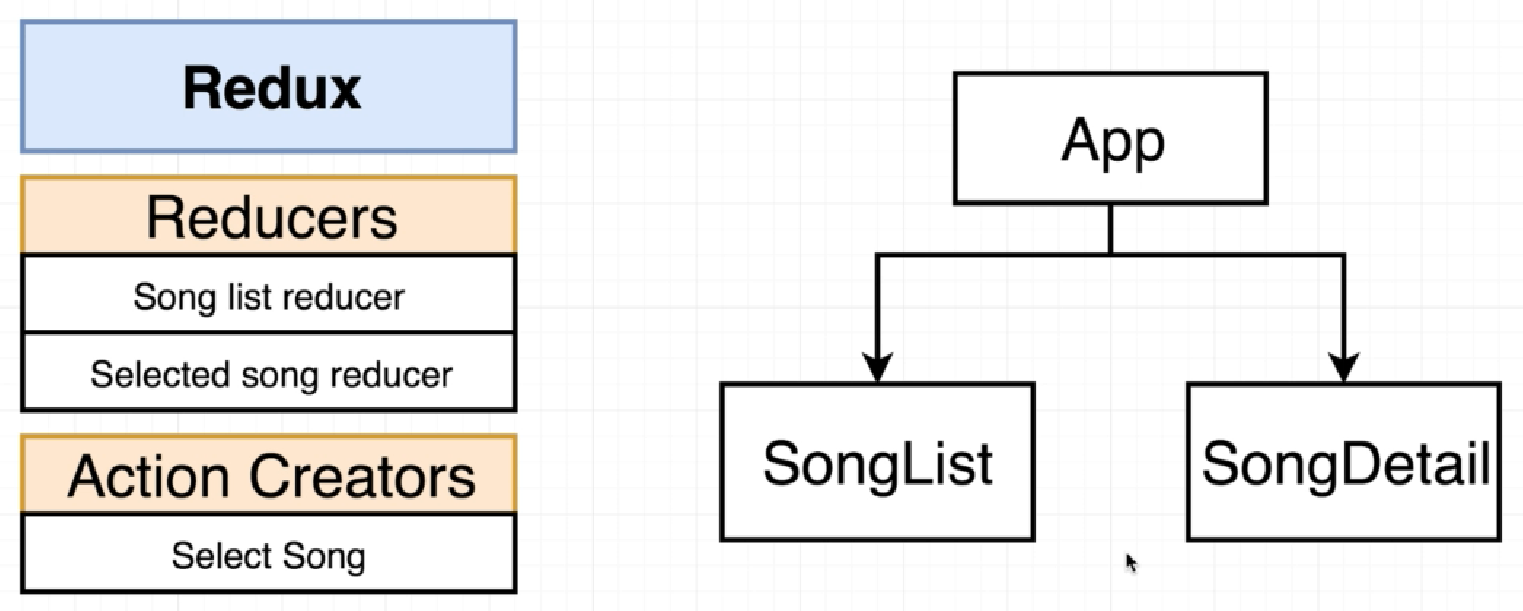 Redux
Reducers
Song list reducer
Selected song reducer
Action Creators
Select Song
App
SongList
SongDetail